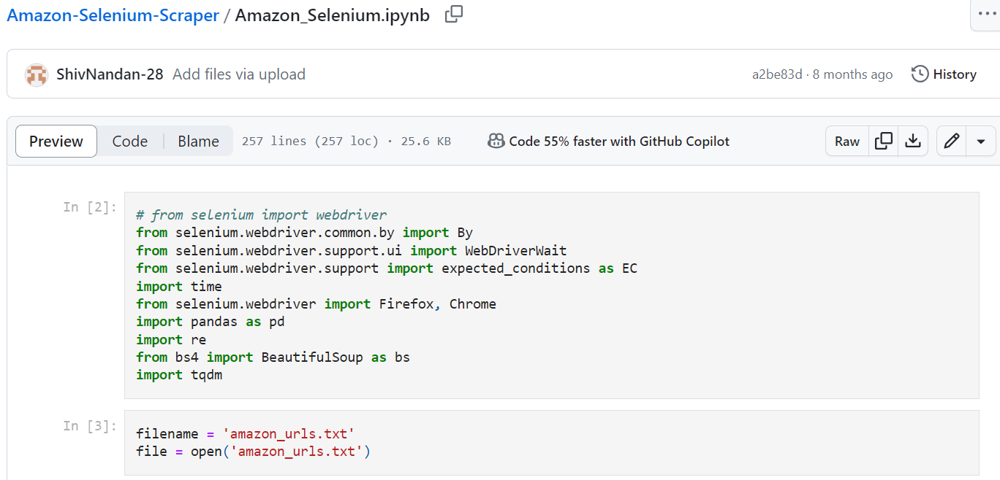 Amazon-Selenium-Scraper / Amazon_Selenium.ipynb
ShivNandan-28 Add files via upload a2be83d · 8 months ago History
Preview Code Blame 257 lines (257 loc) · 25.6 KB Code 55% faster with GitHub Copilot Raw
In [2]:
# from selenium import webdriver
from selenium.webdriver.common.by import By
from selenium.webdriver.support.ui import WebDriverWait
from selenium.webdriver.support import expected_conditions as EC
import time
from selenium.webdriver import Firefox, Chrome
import pandas as pd
import re
from bs4 import BeautifulSoup as bs
import tqdm
In [3]:
filename = 'amazon_urls.txt'
file = open('amazon_urls.txt')